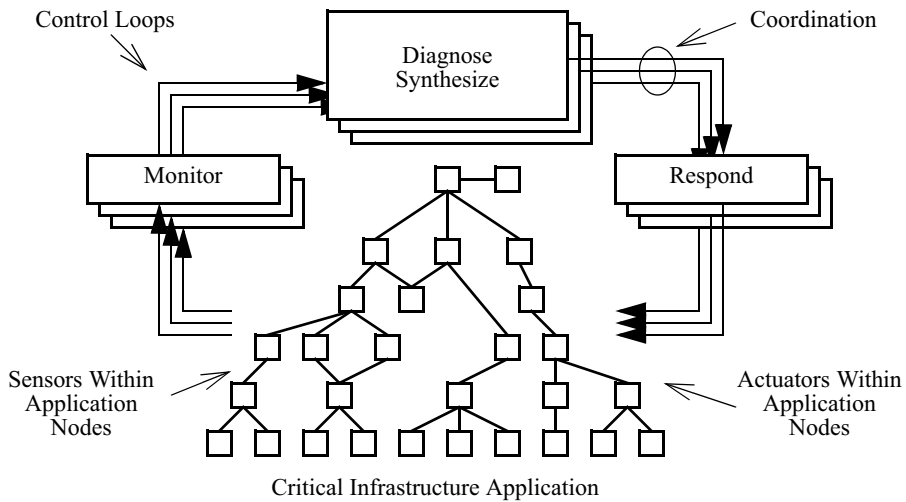 Control Loops
Diagnose
Synthesize
Coordination
Monitor
Respond
Sensors Within
Application
Nodes
Actuators Within
Application
Nodes
Critical Infrastructure Application